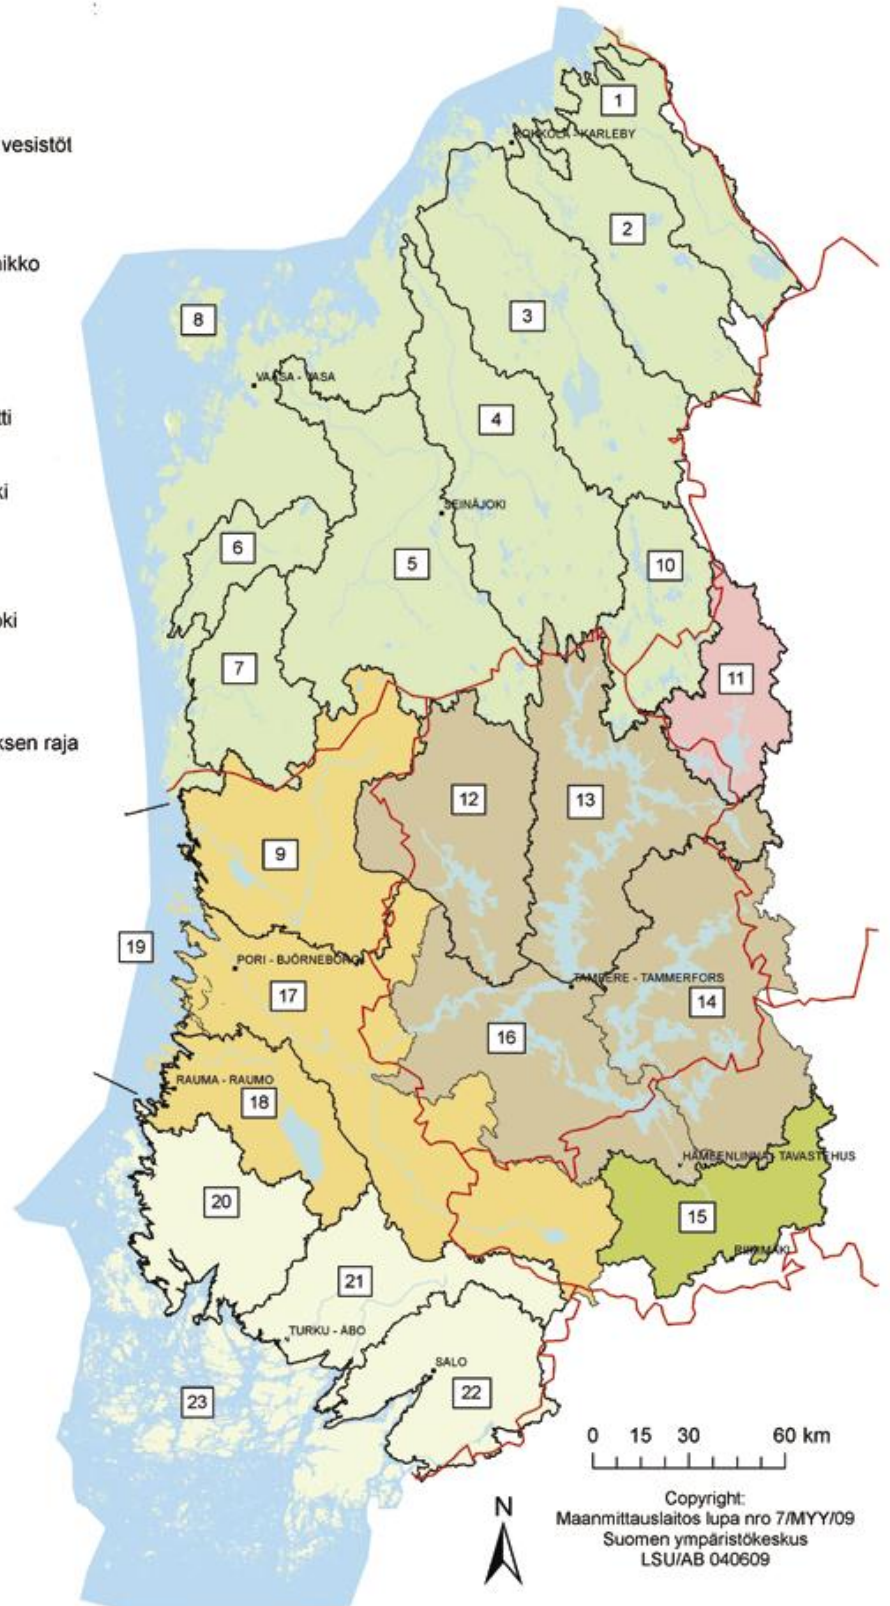 vesistöt
nikko
tti
ki
oki
ksen raja
1
KOKKOLA - KARLEBY
2
8
3
VAASA - VASA
4
SEINÄJOKI
6
5
10
7
11
12
13
9
19
PORI - BJÖRNEBORG
TAMPERE - TAMMERFORS
17
14
16
RAUMA - RAUMO
18
HÄMEENLINNA - TAVASTEHUS
20
15
RIIHIMÄKI
21
TURKU - ÅBO
SALO
22
23
0 15 30 60 km
N
Copyright:
Maanmittauslaitos lupa nro 7/MYY/09
Suomen ympäristökeskus
LSU/AB 040609